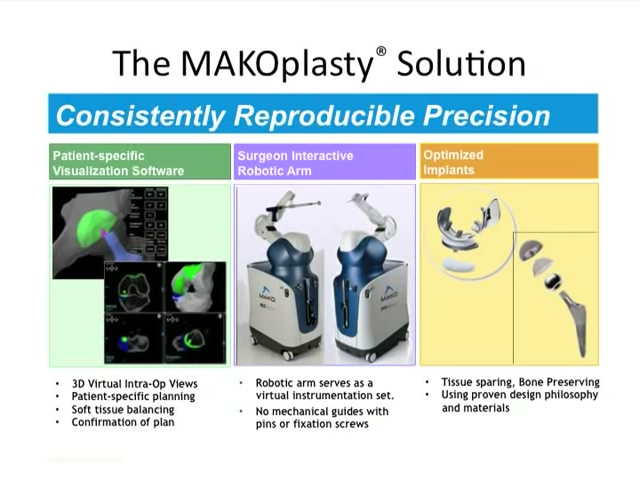 The MAKOplasty® Solution
Consistently Reproducible Precision
Patient-specific
Visualization Software
Surgeon Interactive
Robotic Arm
Optimized
Implants
MAKO
MAKO
• 3D Virtual Intra-Op Views
• Patient-specific planning
• Soft tissue balancing
• Confirmation of plan
• Robotic arm serves as a
virtual instrumentation set.
• No mechanical guides with
pins or fixation screws
• Tissue sparing, Bone Preserving
• Using proven design philosophy
and materials